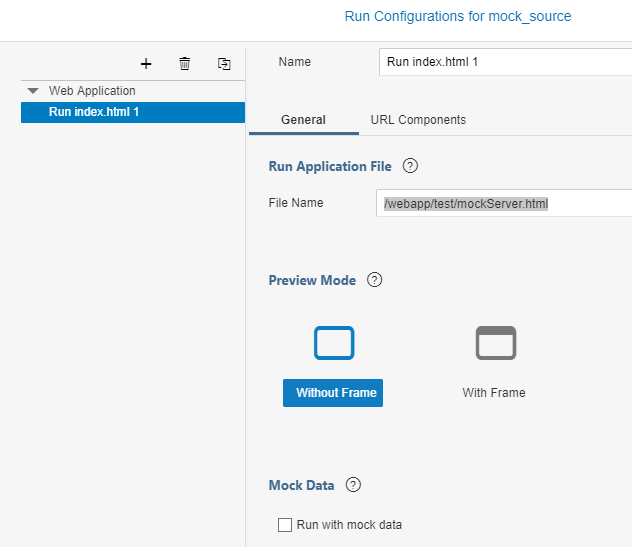 Run Configurations for mock_source
Web Application
Run index.html 1
Name
Run index.html 1
General
URL Components
Run Application File ?
File Name
/webapp/test/mockServer.html
Preview Mode ?
Without Frame
With Frame
Mock Data ?
Run with mock data